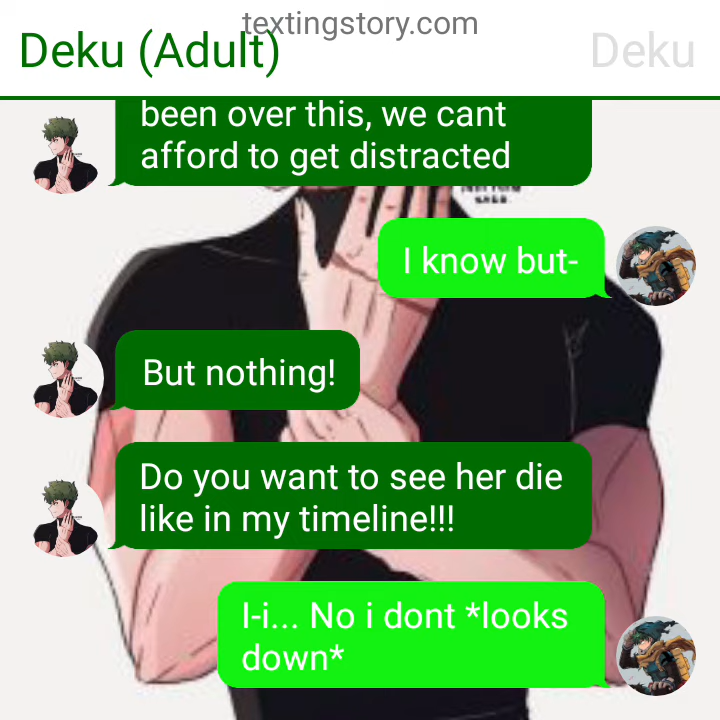 textingstory.com
Deku (Adult)
Deku
been over this, we cant
afford to get distracted
I know but-
But nothing!
Do you want to see her die
like in my timeline!!!
I-i... No i dont *looks
down*